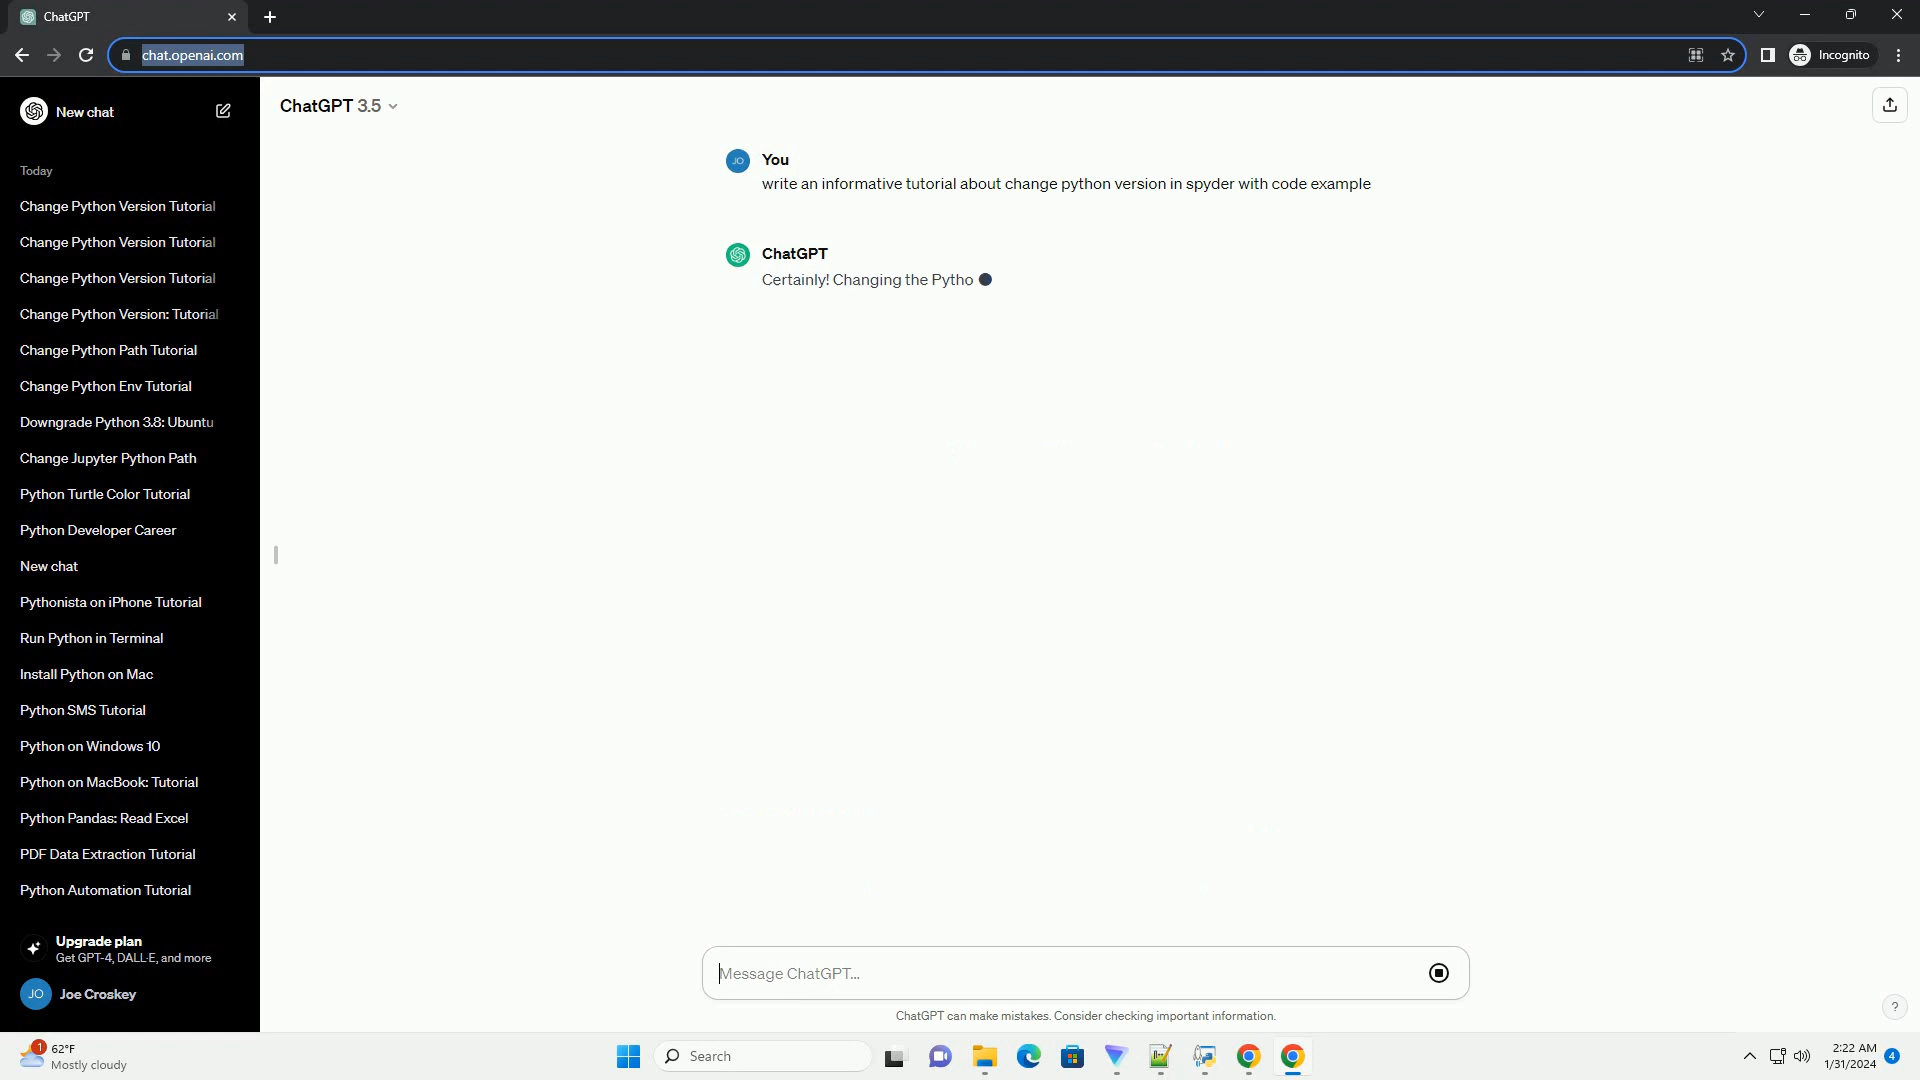 ChatGPT
chat.openai.com
Incognito
New chat
Today
Change Python Version Tutorial
Change Python Version Tutorial
Change Python Version Tutorial
Change Python Version: Tutorial
Change Python Path Tutorial
Change Python Env Tutorial
Downgrade Python 3.8: Ubuntu
Change Jupyter Python Path
Python Turtle Color Tutorial
Python Developer Career
New chat
Pythonista on iPhone Tutorial
Run Python in Terminal
Install Python on Mac
Python SMS Tutorial
Python on Windows 10
Python on MacBook: Tutorial
Python Pandas: Read Excel
PDF Data Extraction Tutorial
Python Automation Tutorial
Upgrade plan
Get GPT-4, DALL·E, and more
JO Joe Croskey
ChatGPT 3.5
JO You
write an informative tutorial about change python version in spyder with code example
ChatGPT
Certainly! Changing the Pytho
Message ChatGPT...
ChatGPT can make mistakes. Consider checking important information.
?
1
62°F
Mostly cloudy
Search
2:22 AM
1/31/2024
4